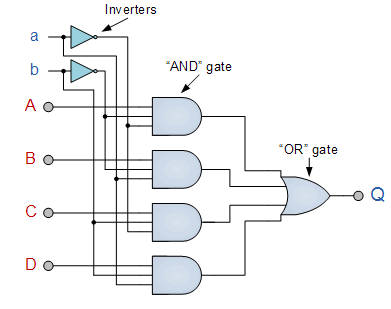 Inverters
a
b
"AND" gate
A
B
"OR" gate
Q
C
D